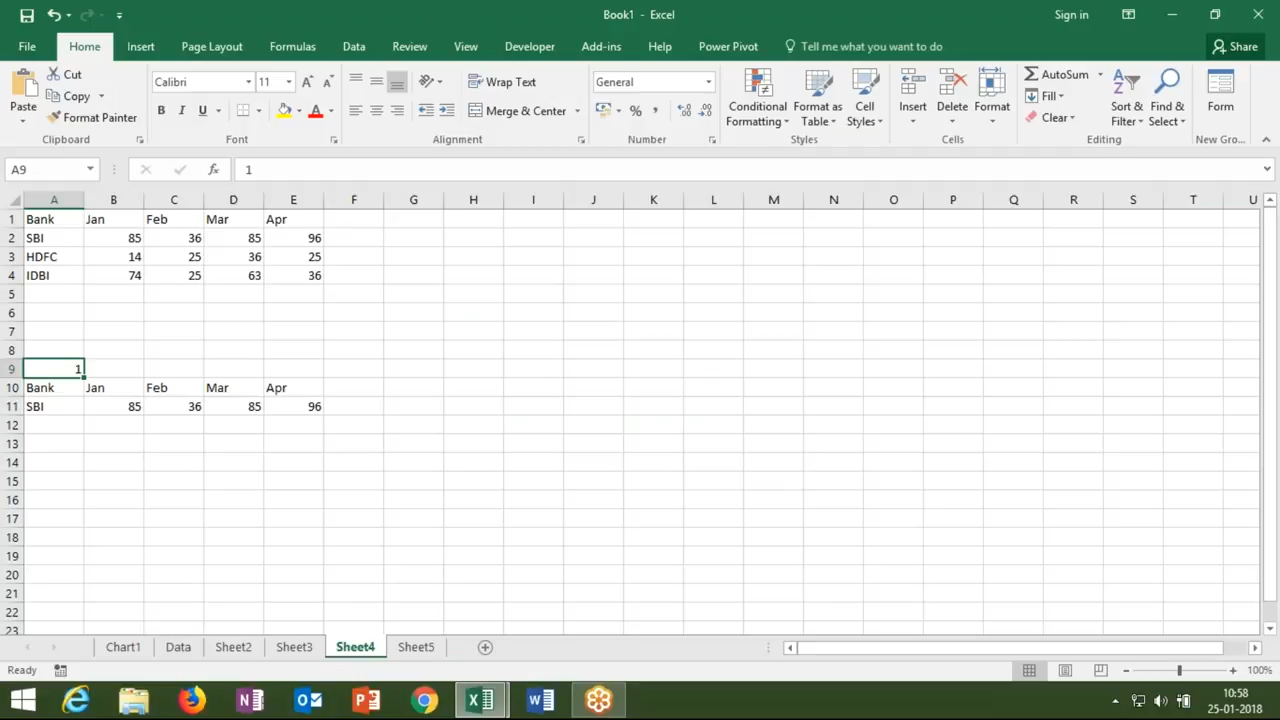 Book1 - Excel
Sign in
File Home Insert Page Layout Formulas Data Review View Developer Add-ins Help Power Pivot Tell me what you want to do Share
Paste
Cut
Copy
Format Painter
Clipboard
Calibri 11
B I U
Font
Wrap Text
Merge & Center
Alignment
General
Number
Conditional Formatting
Format as Table
Cell Styles
Styles
Insert Delete Format
Cells
AutoSum
Fill
Clear
Sort & Filter
Find & Select
Editing
Form
New Gro...
A9 fx 1
A B C D E F G H I J K L M N O P Q R S T U
1 Bank Jan Feb Mar Apr
2 SBI 85 36 85 96
3 HDFC 14 25 36 25
4 IDBI 74 25 63 36
5
6
7
8
9 1
10 Bank Jan Feb Mar Apr
11 SBI 85 36 85 96
12
13
14
15
16
17
18
19
20
21
22
23
Chart1 Data Sheet2 Sheet3 Sheet4 Sheet5
Ready 100%
10:58
25-01-2018